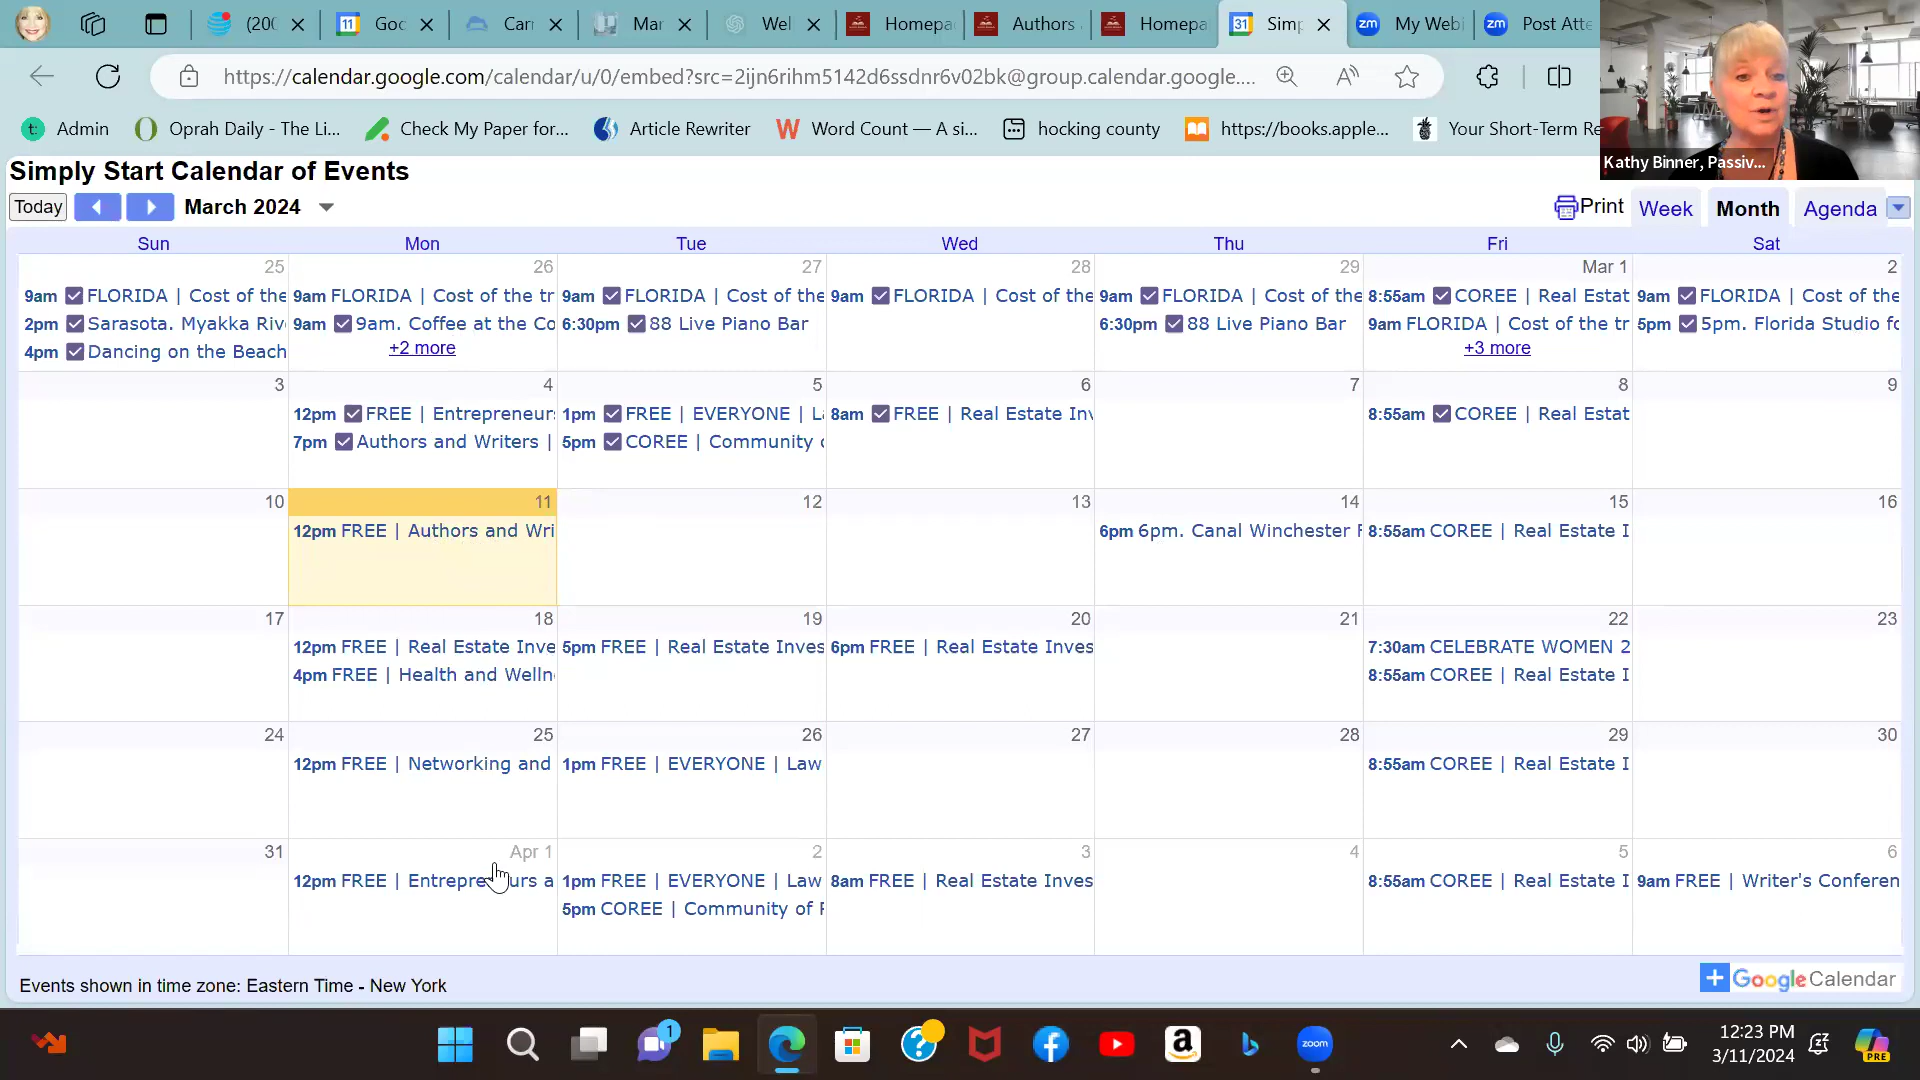 (200
Goo
Carr
Mar
Wel
Homepa
Authors
Homepa
31
Simp
zm
My Webi
zm
Post Atte
https://calendar.google.com/calendar/u/0/embed?src=2ijn6rihm5142d6ssdnr6v02bk@group.calendar.google....
Admin
Oprah Daily - The Li...
Check My Paper for...
Article Rewriter
Word Count — A si...
hocking county
https://books.apple...
Your Short-Term Re
Kathy Binner, Passiv...
Simply Start Calendar of Events
Today
March 2024
Print
Week
Month
Agenda
Sun Mon Tue Wed Thu Fri Sat
25 26 27 28 29 Mar 1 2
9am FLORIDA | Cost of the
9am FLORIDA | Cost of the tr
9am FLORIDA | Cost of the
9am FLORIDA | Cost of the
9am FLORIDA | Cost of the
8:55am COREE | Real Estat
9am FLORIDA | Cost of the
2pm Sarasota. Myakka Riv
9am 9am. Coffee at the Co
6:30pm 88 Live Piano Bar
6:30pm 88 Live Piano Bar
9am FLORIDA | Cost of the tr
5pm 5pm. Florida Studio fo
4pm Dancing on the Beach
+2 more
+3 more
3 4 5 6 7 8 9
12pm FREE | Entrepreneur
1pm FREE | EVERYONE | L
8am FREE | Real Estate Inv
8:55am COREE | Real Estat
7pm Authors and Writers |
5pm COREE | Community
10 11 12 13 14 15 16
12pm FREE | Authors and Wri
6pm 6pm. Canal Winchester
8:55am COREE | Real Estate I
17 18 19 20 21 22 23
12pm FREE | Real Estate Inve
5pm FREE | Real Estate Inves
6pm FREE | Real Estate Inves
7:30am CELEBRATE WOMEN 2
4pm FREE | Health and Welln
8:55am COREE | Real Estate I
24 25 26 27 28 29 30
12pm FREE | Networking and
1pm FREE | EVERYONE | Law
8:55am COREE | Real Estate I
31 Apr 1 2 3 4 5 6
12pm FREE | Entrepreneurs a
1pm FREE | EVERYONE | Law
8am FREE | Real Estate Inves
8:55am COREE | Real Estate I
9am FREE | Writer's Conferen
5pm COREE | Community of
Events shown in time zone: Eastern Time - New York
Google Calendar
1
zoom
12:23 PM
3/11/2024
PRE